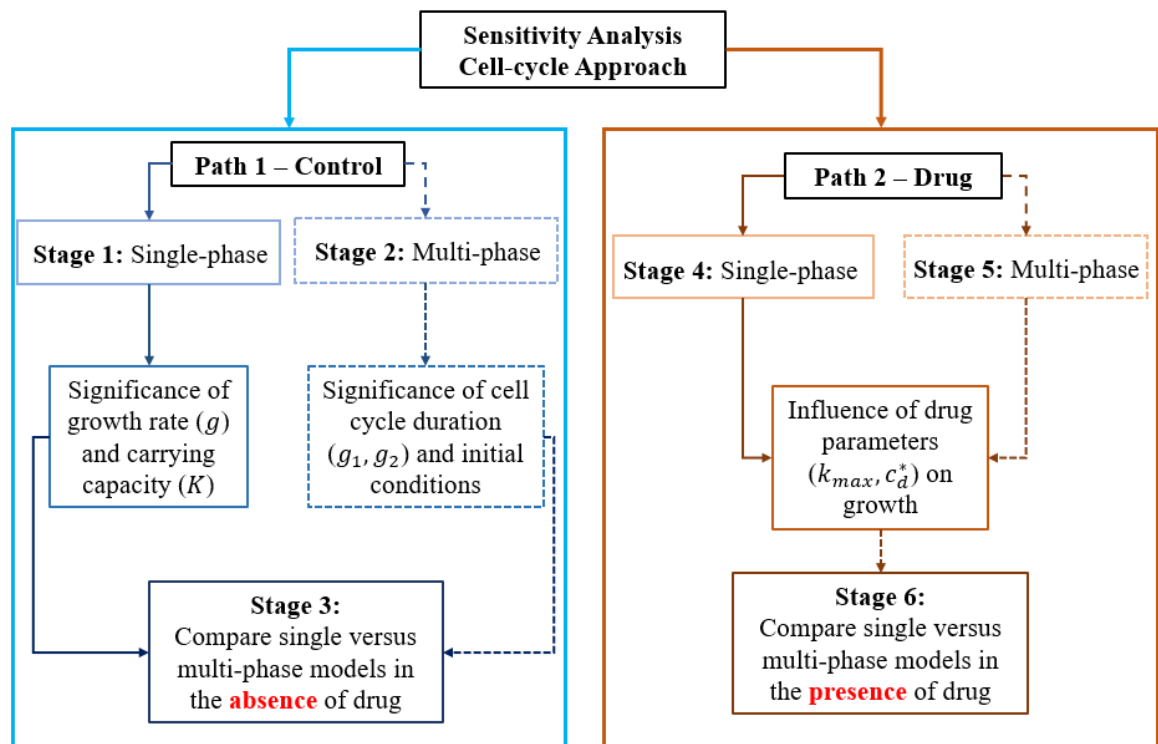 Sensitivity Analysis
Cell-cycle Approach
Path 1 – Control
Stage 1: Single-phase
Stage 2: Multi-phase
Significance of
growth rate (g)
and carrying
capacity (K)
Significance of cell
cycle duration
(g₁, g₂) and initial
conditions
Stage 3:
Compare single versus
multi-phase models in
the absence of drug
Path 2 – Drug
Stage 4: Single-phase
Stage 5: Multi-phase
Influence of drug
parameters
(k_max, c_d^*) on
growth
Stage 6:
Compare single versus
multi-phase models in
the presence of drug